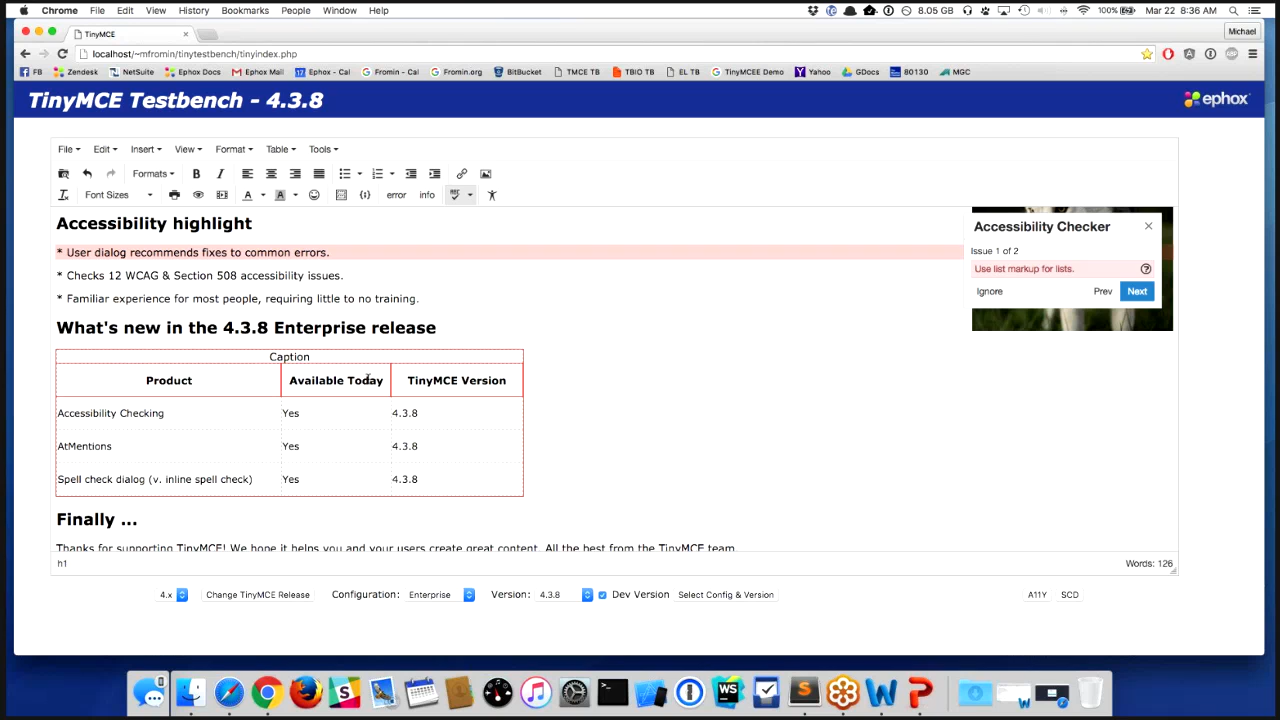 Chrome File Edit View History Bookmarks People Window Help 8.05 GB 100% Mar 22 8:36 AM
TinyMCE Michael
localhost/~mfromin/tinytestbench/tinyindex.php
FB Zendesk NetSuite Ephox Docs Ephox Mail Ephox - Cal Fromin - Cal Fromin.org BitBucket TMCE TB TBIO TB EL TB TinyMCEE Demo Yahoo GDocs 80130 MGC
TinyMCE Testbench - 4.3.8 ephox
File Edit Insert View Format Table Tools
Formats B I
Font Sizes A A error info
Accessibility highlight
* User dialog recommends fixes to common errors.
* Checks 12 WCAG & Section 508 accessibility issues.
* Familiar experience for most people, requiring little to no training.
Accessibility Checker
Issue 1 of 2
Use list markup for lists.
Ignore Prev Next
What's new in the 4.3.8 Enterprise release
Caption
Product Available Today TinyMCE Version
Accessibility Checking Yes 4.3.8
AtMentions Yes 4.3.8
Spell check dialog (v. inline spell check) Yes 4.3.8
Finally ...
Thanks for supporting TinyMCE! We hope it helps you and your users create great content. All the best from the TinyMCE team
h1 Words: 126
4.x Change TinyMCE Release Configuration: Enterprise Version: 4.3.8 Dev Version Select Config & Version A11Y SCD